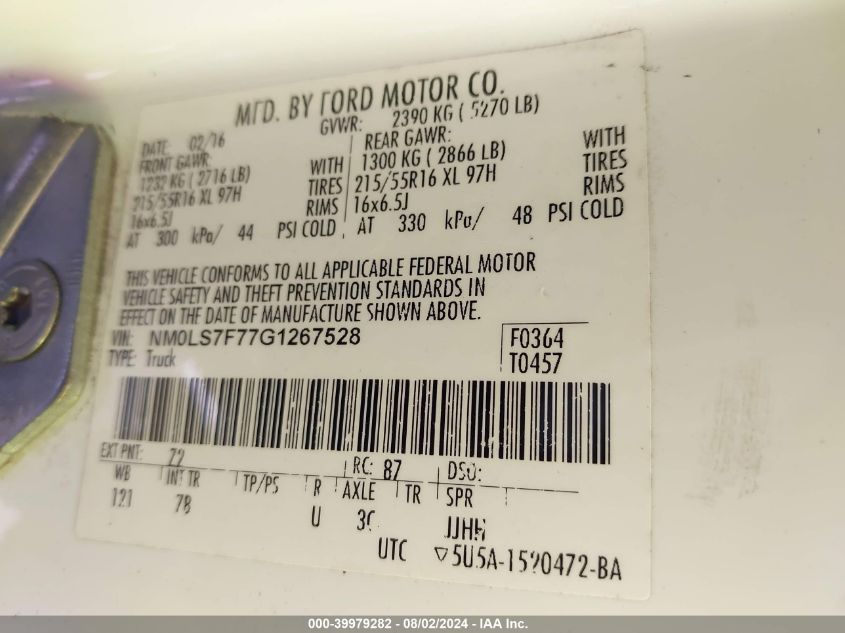 MFD. BY FORD MOTOR CO.
DATE: 02/16 GVWR: 2390 KG ( 5270 LB)
FRONT GAWR: REAR GAWR:
1232 KG ( 2716 LB) WITH 1300 KG ( 2866 LB) WITH
215/55R16 XL 97H TIRES 215/55R16 XL 97H TIRES
16x6.5J RIMS 16x6.5J RIMS
AT 300 kPa/ 44 PSI COLD AT 330 kPa/ 48 PSI COLD
THIS VEHICLE CONFORMS TO ALL APPLICABLE FEDERAL MOTOR
VEHICLE SAFETY AND THEFT PREVENTION STANDARDS IN
EFFECT ON THE DATE OF MANUFACTURE SHOWN ABOVE.
VIN: NM0LS7F77G1267528 F0364
TYPE: Truck T0457
EXT PNT: Z2 RC: 87 DSO:
WB INT TR TP/PS R AXLE TR SPR
121 78 U JJHH
UTC ▽5U5A-1520472-BA
000-39979282 - 08/02/2024 - IAA Inc.